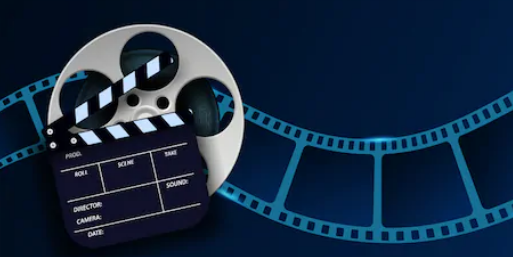 PROD.
ROLL SCENE TAKE
SOUND:
DIRECTOR:
CAMERA:
DATE: